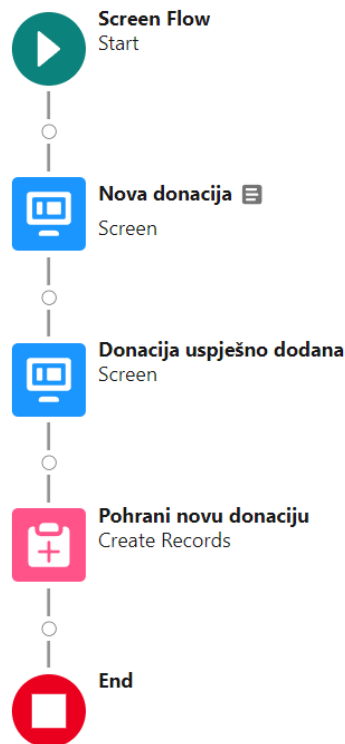 Screen Flow
Start
Nova donacija
Screen
Donacija uspješno dodana
Screen
Pohrani novu donaciju
Create Records
End